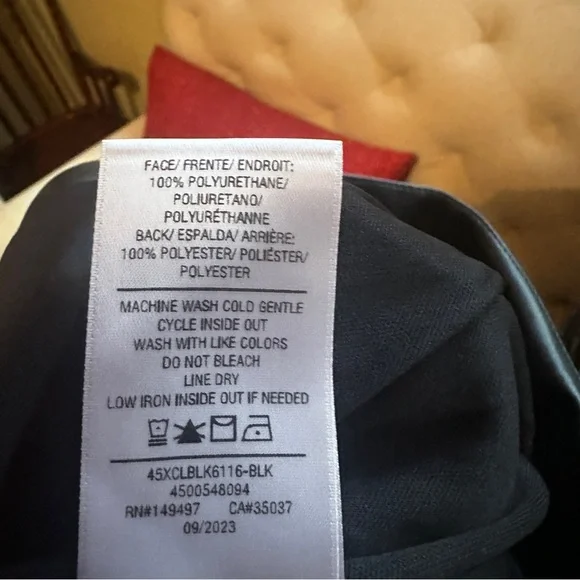 FACE/ FRENTE/ ENDROIT:
100% POLYURETHANE/
POLIURETANO/
POLYURÉTHANNE
BACK/ ESPALDA/ ARRIÈRE:
100% POLYESTER/ POLIÉSTER/
POLYESTER
MACHINE WASH COLD GENTLE
CYCLE INSIDE OUT
WASH WITH LIKE COLORS
DO NOT BLEACH
LINE DRY
LOW IRON INSIDE OUT IF NEEDED
45XCLBLK6116-BLK
4500548094
RN#149497 CA#35037
09/2023